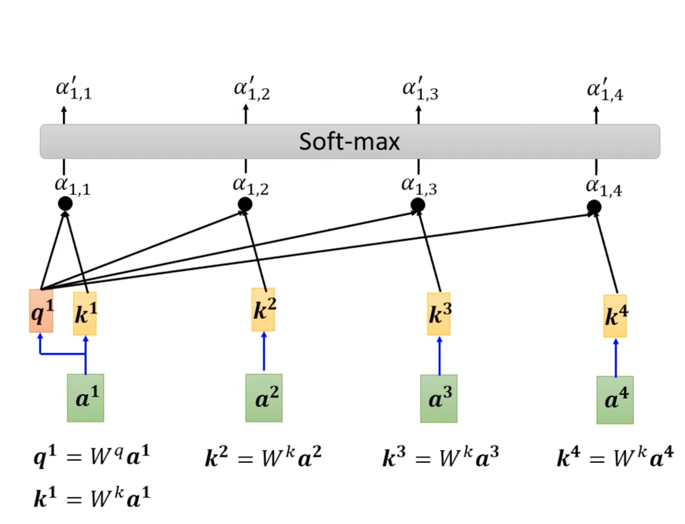 α′₁,₁ α′₁,₂ α′₁,₃ α′₁,₄
Soft-max
α₁,₁ α₁,₂ α₁,₃ α₁,₄
q¹ k¹ k² k³ k⁴
a¹ a² a³ a⁴
q¹ = W^q a¹ k² = Wᵏa² k³ = Wᵏa³ k⁴ = Wᵏa⁴
k¹ = Wᵏa¹